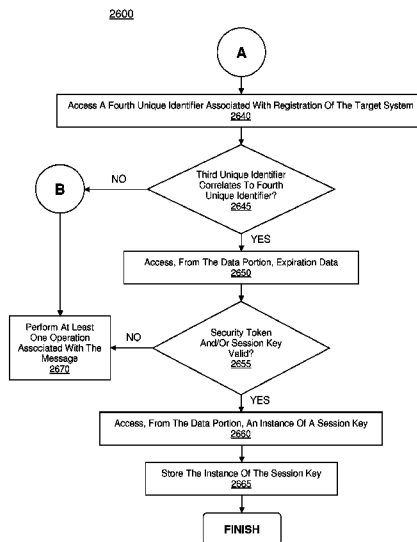 2600
A
Access A Fourth Unique Identifier Associated With Registration Of The Target System
2640
Third Unique Identifier
Correlates To Fourth
Unique Identifier?
2645
NO
B
YES
Access, From The Data Portion, Expiration Data
2650
Security Token
And/Or Session Key
Valid?
2655
NO
Perform At Least
One Operation
Associated With The
Message
2670
YES
Access, From The Data Portion, An Instance Of A Session Key
2660
Store The Instance Of The Session Key
2665
FINISH